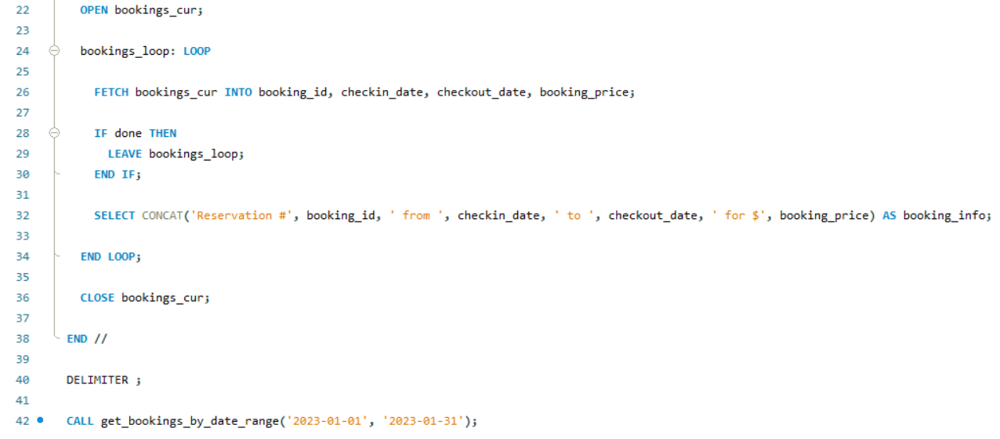 22 OPEN bookings_cur;
23
24 bookings_loop: LOOP
25
26 FETCH bookings_cur INTO booking_id, checkin_date, checkout_date, booking_price;
27
28 IF done THEN
29 LEAVE bookings_loop;
30 END IF;
31
32 SELECT CONCAT('Reservation #', booking_id, ' from ', checkin_date, ' to ', checkout_date, ' for $', booking_price) AS booking_info;
33
34 END LOOP;
35
36 CLOSE bookings_cur;
37
38 END //
39
40 DELIMITER ;
41
42 CALL get_bookings_by_date_range('2023-01-01', '2023-01-31');